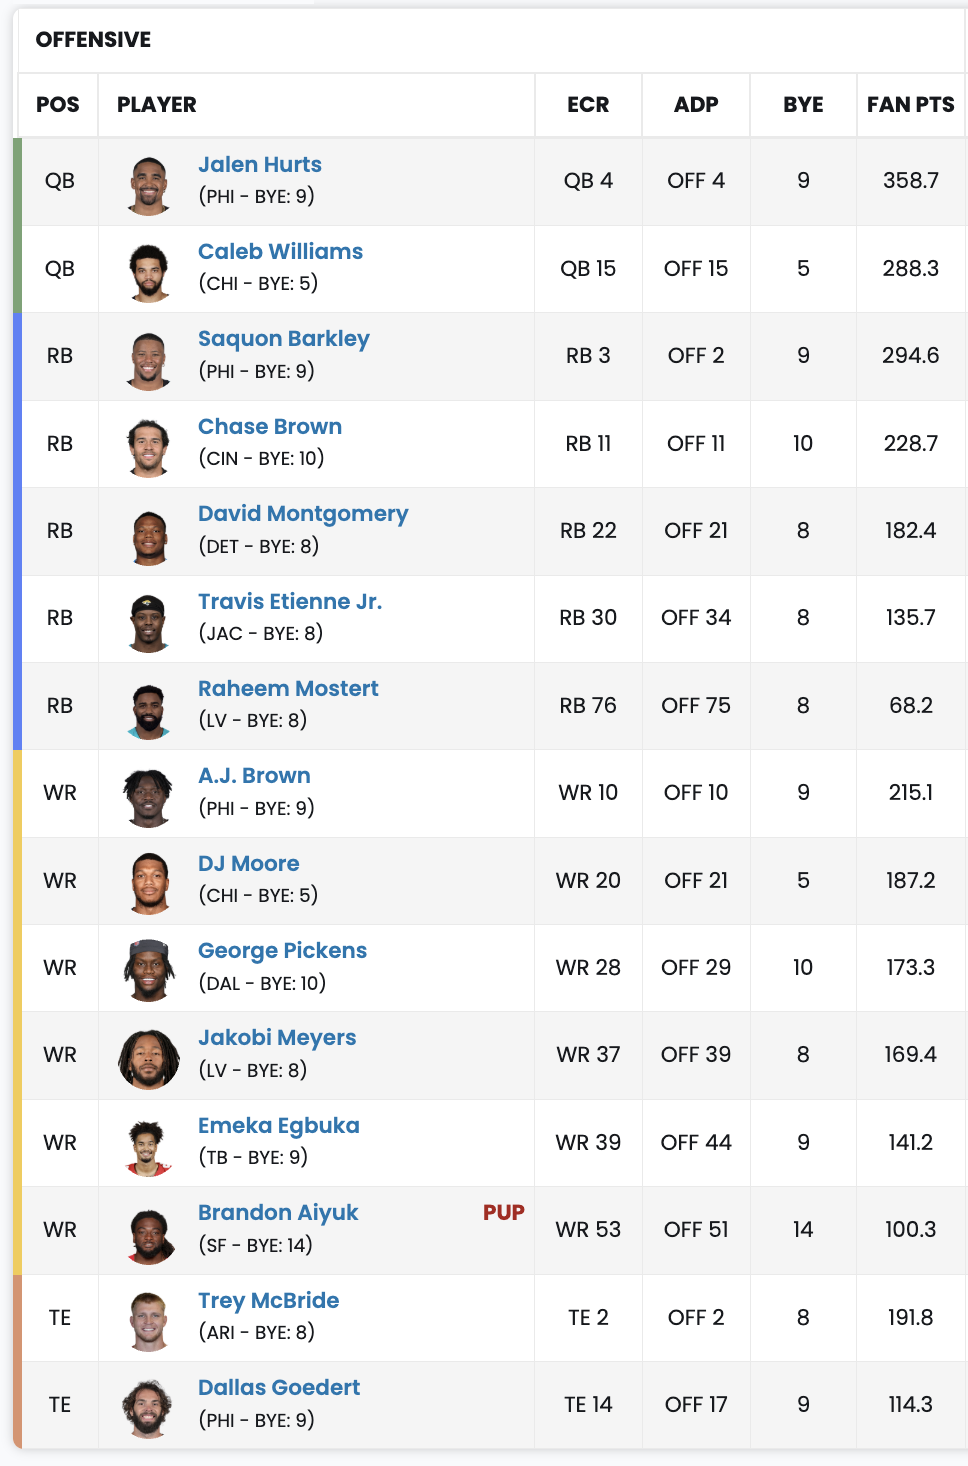 OFFENSIVE
POS PLAYER ECR ADP BYE FAN PTS
QB Jalen Hurts (PHI - BYE: 9) QB 4 OFF 4 9 358.7
QB Caleb Williams (CHI - BYE: 5) QB 15 OFF 15 5 288.3
RB Saquon Barkley (PHI - BYE: 9) RB 3 OFF 2 9 294.6
RB Chase Brown (CIN - BYE: 10) RB 11 OFF 11 10 228.7
RB David Montgomery (DET - BYE: 8) RB 22 OFF 21 8 182.4
RB Travis Etienne Jr. (JAC - BYE: 8) RB 30 OFF 34 8 135.7
RB Raheem Mostert (LV - BYE: 8) RB 76 OFF 75 8 68.2
WR A.J. Brown (PHI - BYE: 9) WR 10 OFF 10 9 215.1
WR DJ Moore (CHI - BYE: 5) WR 20 OFF 21 5 187.2
WR George Pickens (DAL - BYE: 10) WR 28 OFF 29 10 173.3
WR Jakobi Meyers (LV - BYE: 8) WR 37 OFF 39 8 169.4
WR Emeka Egbuka (TB - BYE: 9) WR 39 OFF 44 9 141.2
WR Brandon Aiyuk (SF - BYE: 14) PUP WR 53 OFF 51 14 100.3
TE Trey McBride (ARI - BYE: 8) TE 2 OFF 2 8 191.8
TE Dallas Goedert (PHI - BYE: 9) TE 14 OFF 17 9 114.3